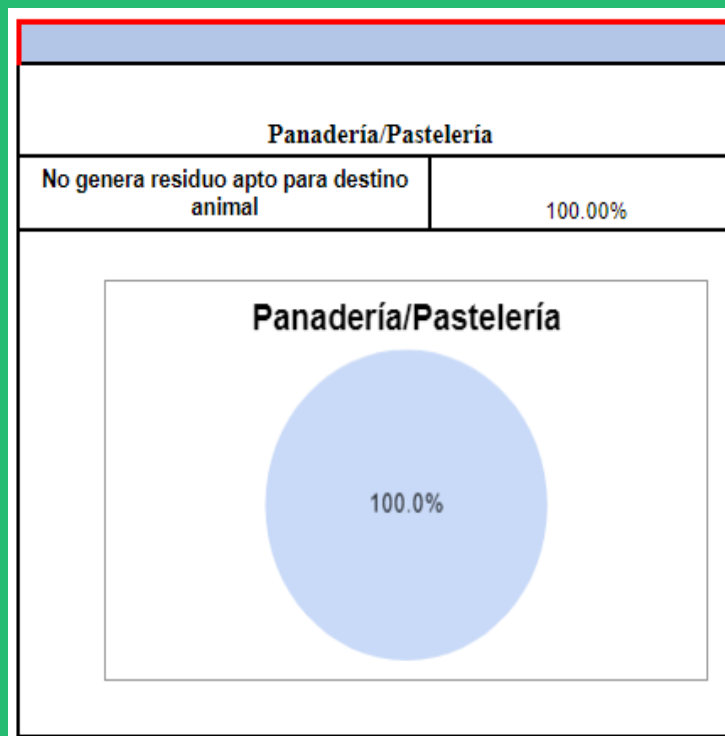 Panadería/Pastelería
No genera residuo apto para destino
animal
100.00%
Panadería/Pastelería
100.0%